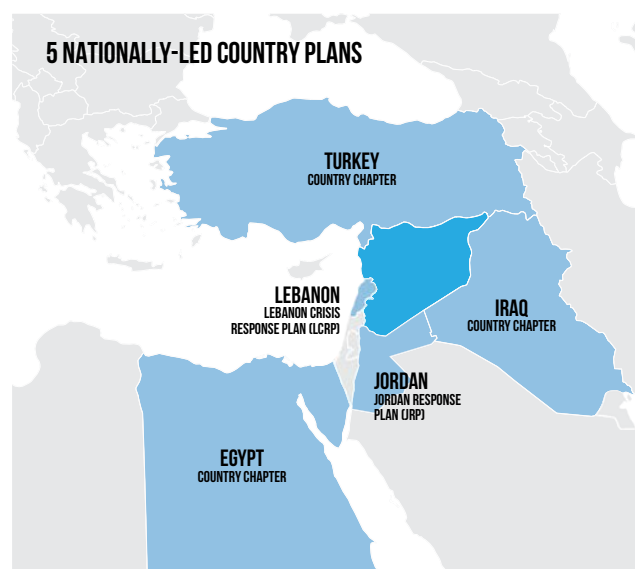 5 NATIONALLY-LED COUNTRY PLANS
TURKEY
COUNTRY CHAPTER
LEBANON
LEBANON CRISIS
RESPONSE PLAN (LCRP)
IRAQ
COUNTRY CHAPTER
JORDAN
JORDAN RESPONSE
PLAN (JRP)
EGYPT
COUNTRY CHAPTER